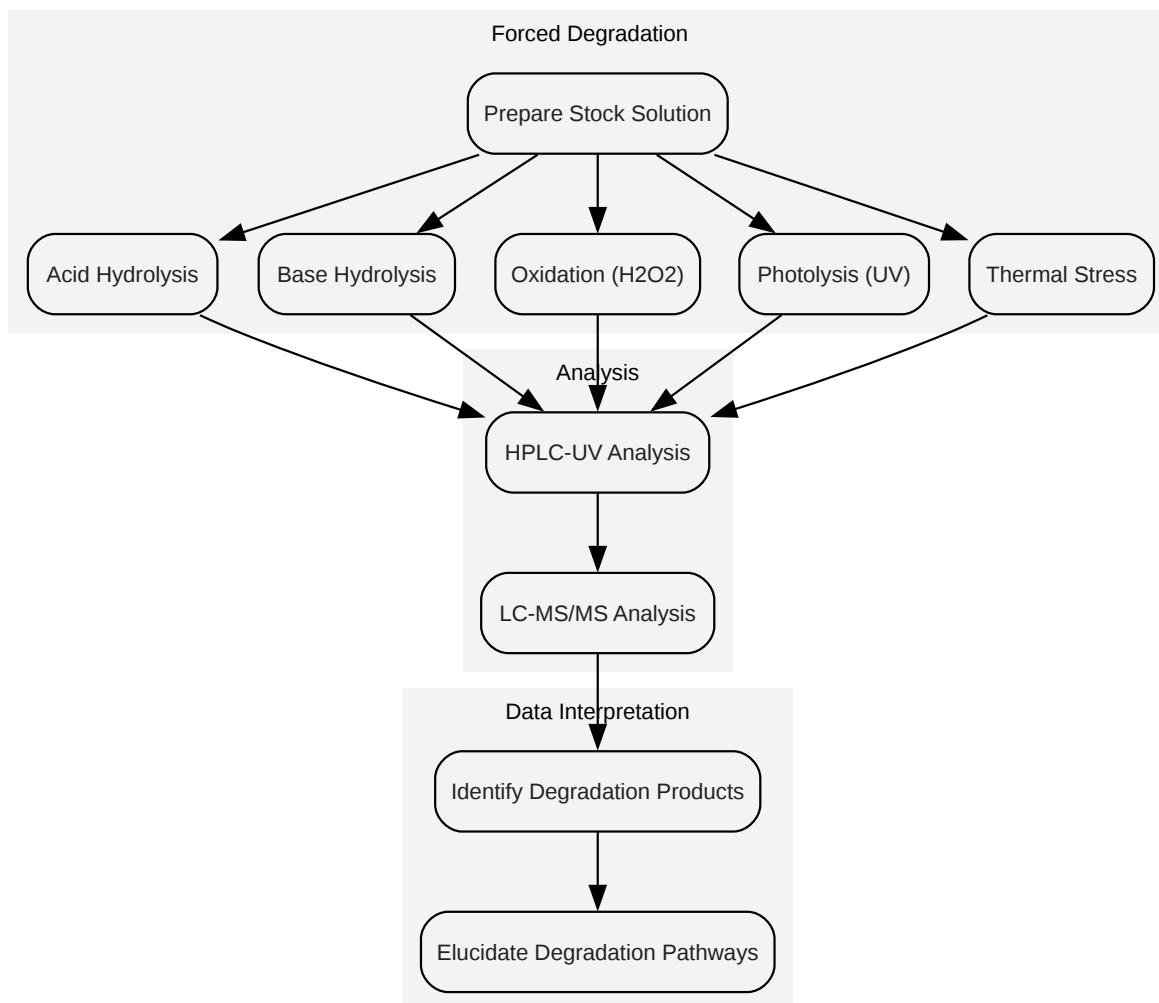 Forced Degradation
Prepare Stock Solution
Acid Hydrolysis
Base Hydrolysis
Oxidation (H2O2)
Photolysis (UV)
Thermal Stress
Analysis
HPLC-UV Analysis
LC-MS/MS Analysis
Data Interpretation
Identify Degradation Products
Elucidate Degradation Pathways